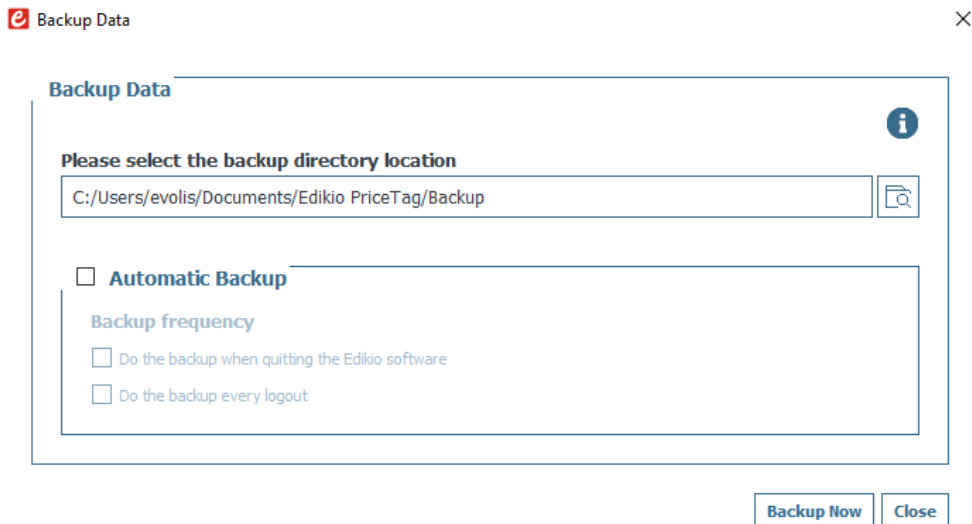 Backup Data
Backup Data
Please select the backup directory location
C:/Users/evolis/Documents/Edikio PriceTag/Backup
Automatic Backup
Backup frequency
Do the backup when quitting the Edikio software
Do the backup every logout
Backup Now Close